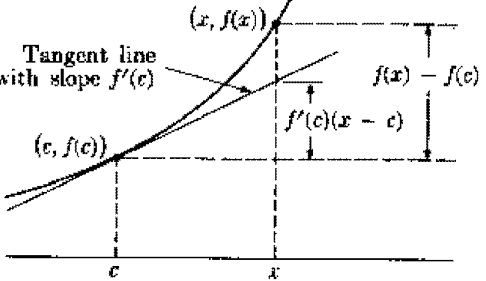 (x, f(x))
Tangent line
with slope f′(c)
f(x) − f(c)
f′(c)(x − c)
(c, f(c))
c
x